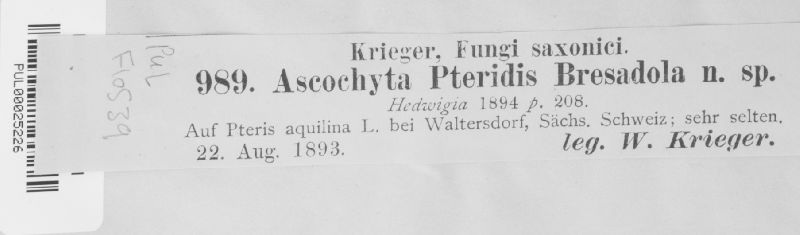 PUL00025226
Pul
F1os39
Krieger, Fungi saxonici.
989. Ascochyta Pteridis Bresadola n. sp.
Hedwigia 1894 p. 208.
Auf Pteris aquilina L. bei Waltersdorf, Sächs. Schweiz; sehr selten.
22. Aug. 1893. leg. W. Krieger.